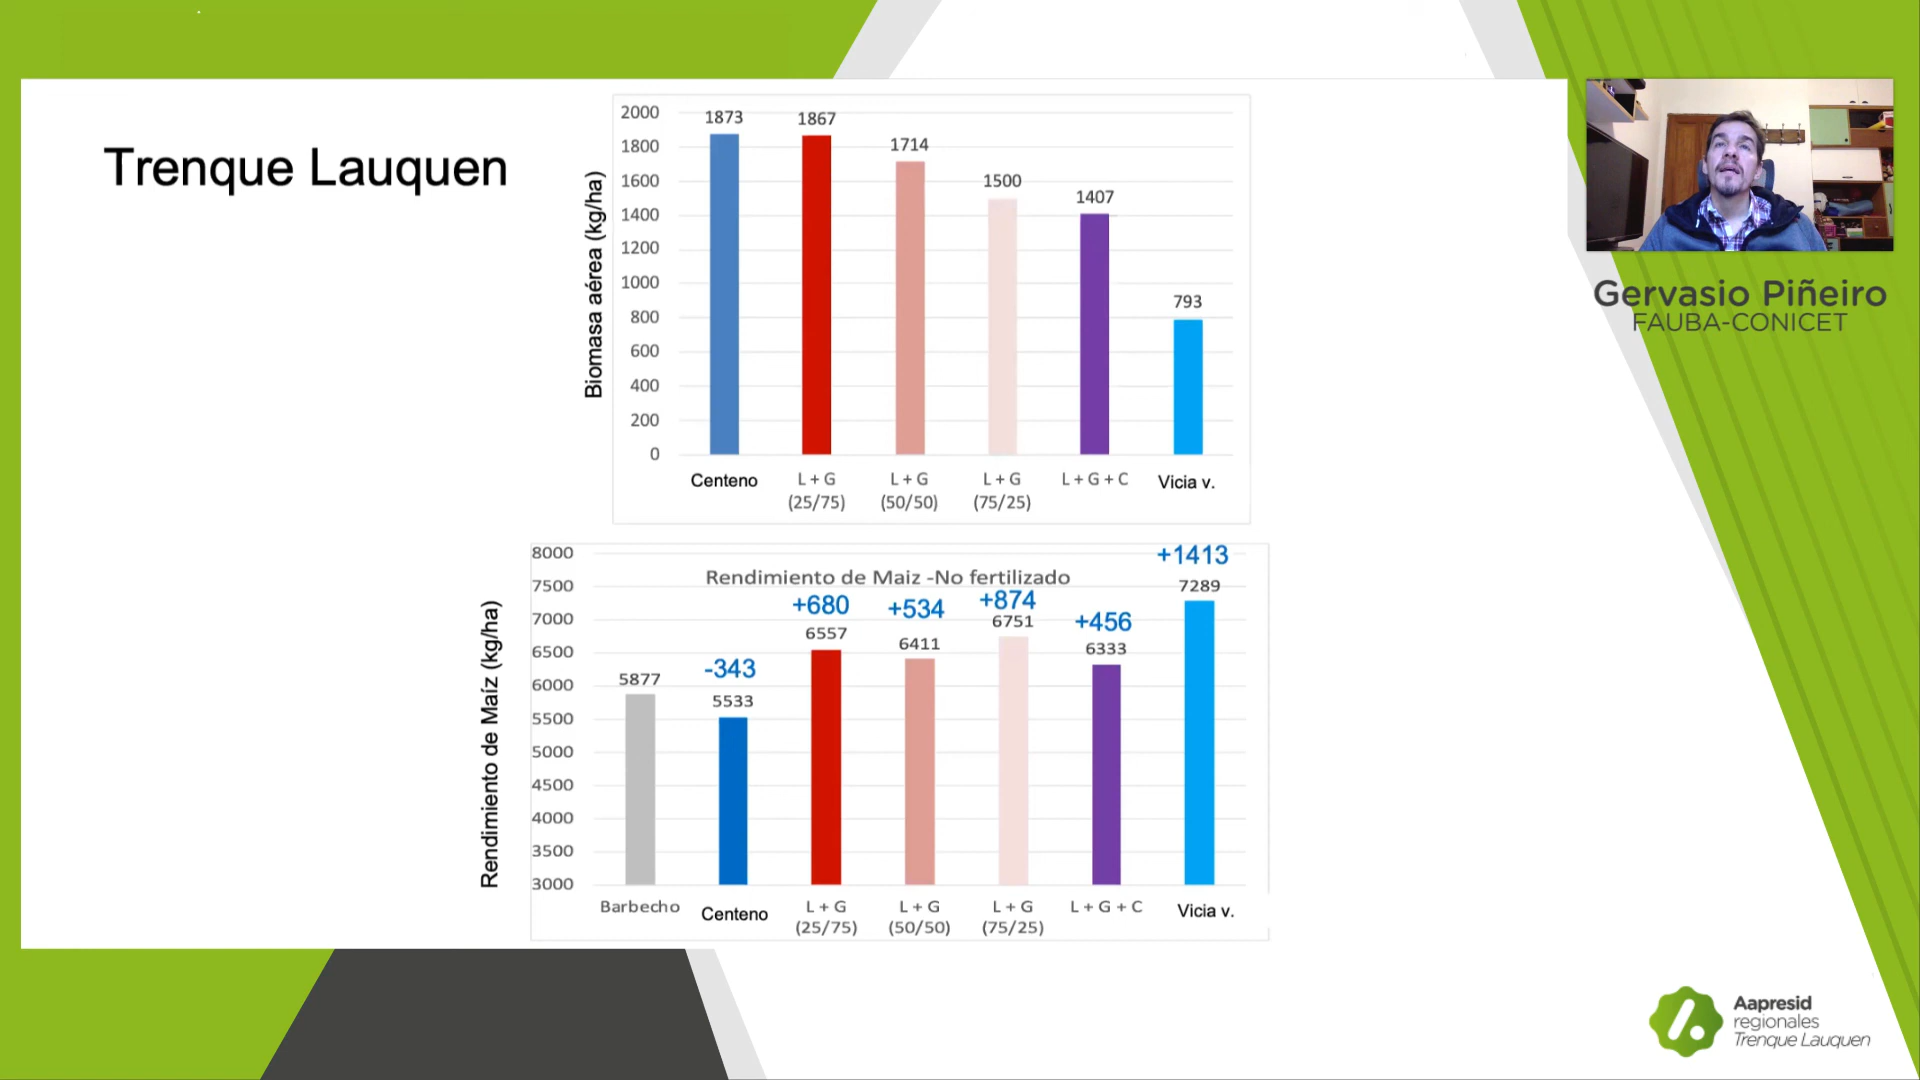 Trenque Lauquen
Biomasa aérea (kg/ha)
2000
1800
1600
1400
1200
1000
800
600
400
200
0
1873
1867
1714
1500
1407
793
Centeno
L + G
(25/75)
L + G
(50/50)
L + G
(75/25)
L + G + C
Vicia v.
Rendimiento de Maíz (kg/ha)
Rendimiento de Maiz -No fertilizado
8000
7500
7000
6500
6000
5500
5000
4500
4000
3500
3000
5877
-343
5533
+680
6557
+534
6411
+874
6751
+456
6333
+1413
7289
Barbecho
Centeno
L + G
(25/75)
L + G
(50/50)
L + G
(75/25)
L + G + C
Vicia v.
Gervasio Piñeiro
FAUBA-CONICET
Aapresid
regionales
Trenque Lauquen